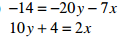 -14 = -20y - 7x
10y + 4 = 2x